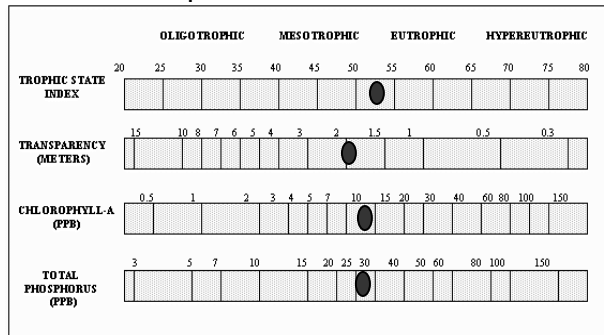 OLIGOTROPHIC MESOTROPHIC EUTROPHIC HYPEREUTROPHIC
20 25 30 35 40 45 50 55 60 65 70 75 80
TROPHIC STATE
INDEX
15 10 8 7 6 5 4 3 2 1.5 1 0.5 0.3
TRANSPARENCY
(METERS)
0.5 1 2 3 4 5 7 10 15 20 30 40 60 80 100 150
CHLOROPHYLL-A
(PPB)
3 5 7 10 15 20 25 30 40 50 60 80 100 150
TOTAL
PHOSPHORUS
(PPB)